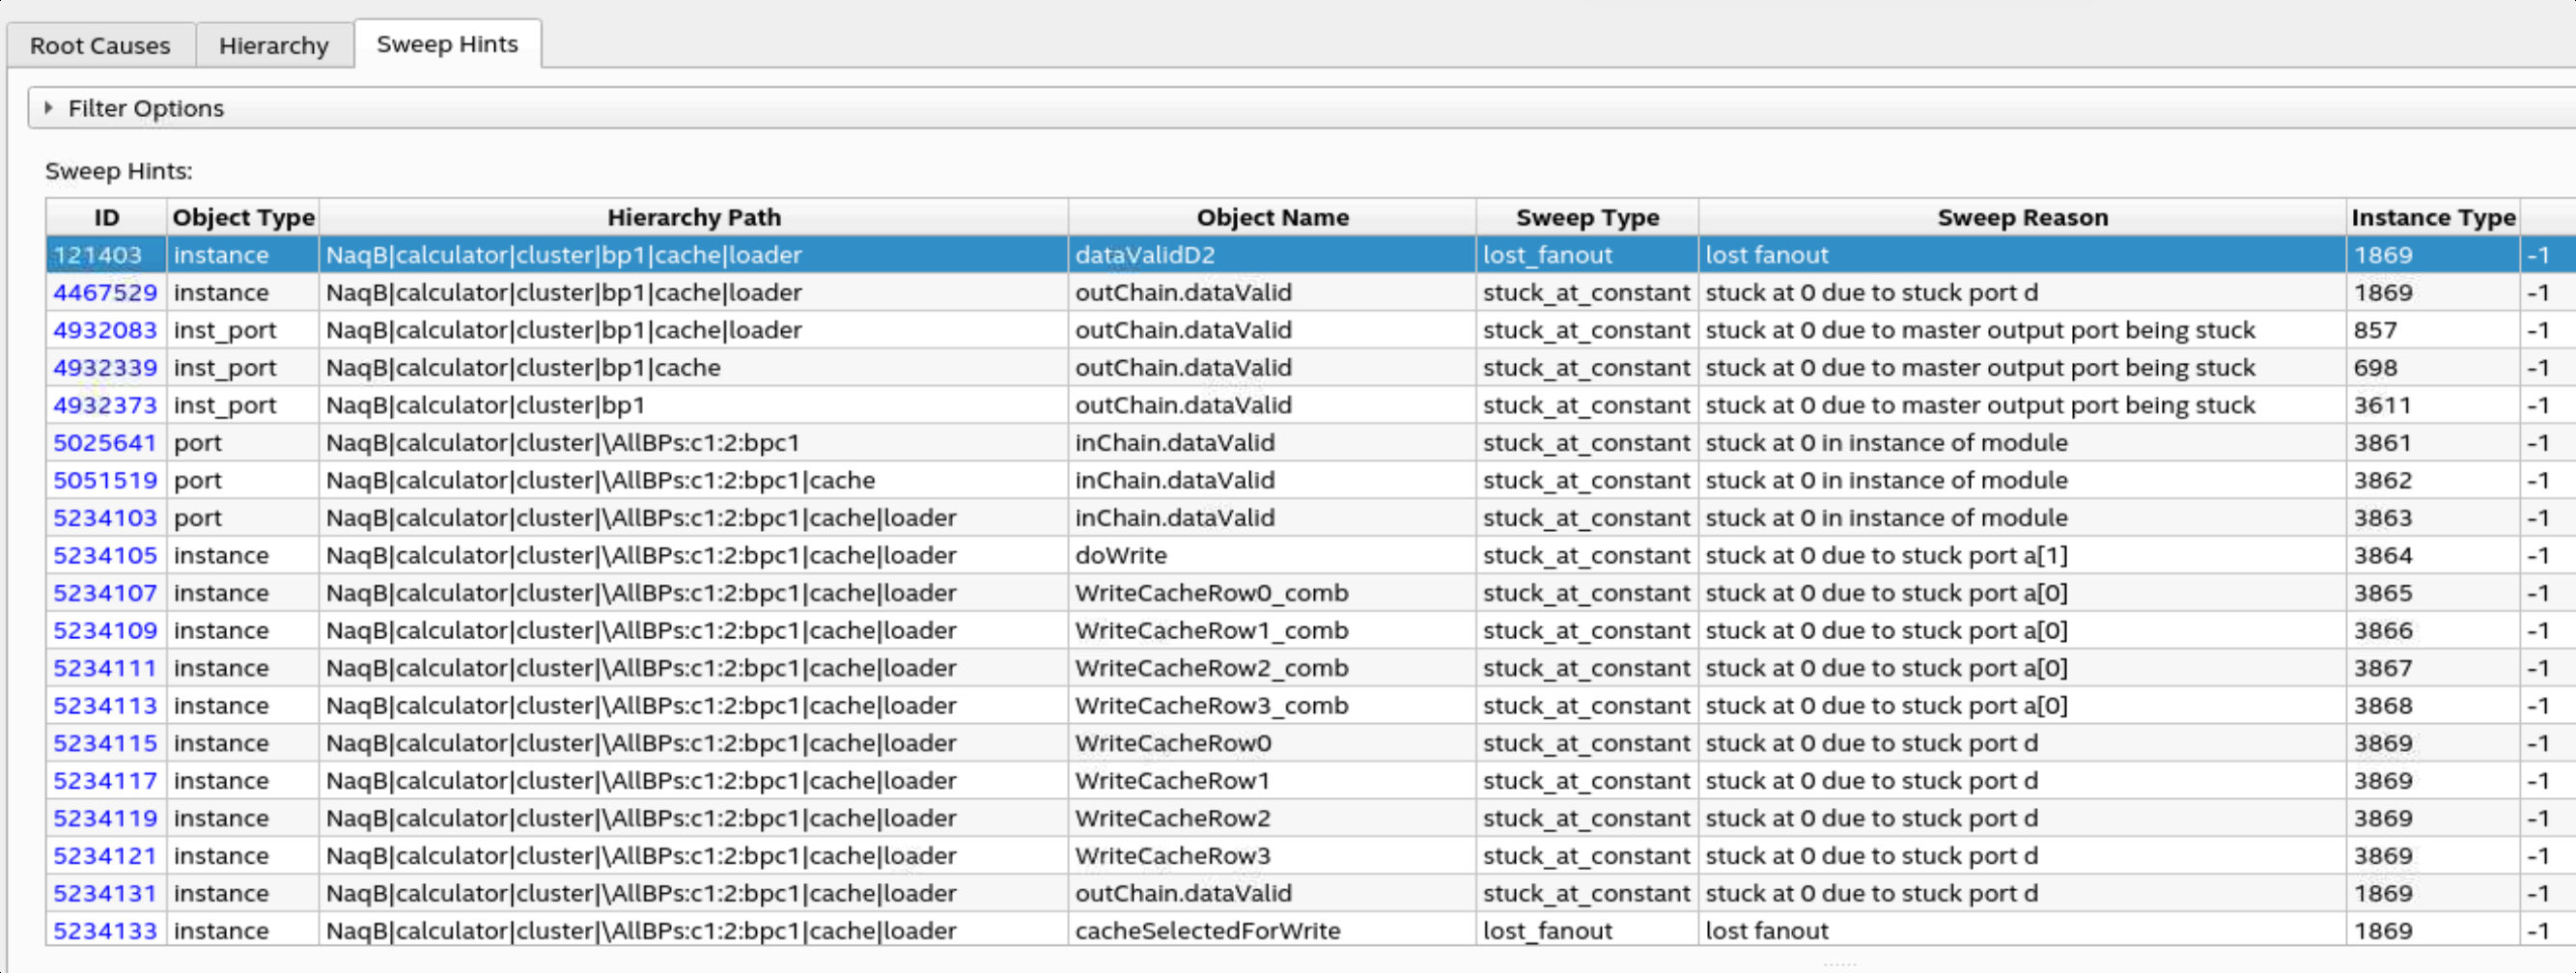 Root Causes Hierarchy Sweep Hints
Filter Options
Sweep Hints:
ID Object Type Hierarchy Path Object Name Sweep Type Sweep Reason Instance Type
121403 instance NaqB|calculator|cluster|bp1|cache|loader dataValidD2 lost_fanout lost fanout 1869 -1
4467529 instance NaqB|calculator|cluster|bp1|cache|loader outChain.dataValid stuck_at_constant stuck at 0 due to stuck port d 1869 -1
4932083 inst_port NaqB|calculator|cluster|bp1|cache|loader outChain.dataValid stuck_at_constant stuck at 0 due to master output port being stuck 857 -1
4932339 inst_port NaqB|calculator|cluster|bp1|cache outChain.dataValid stuck_at_constant stuck at 0 due to master output port being stuck 698 -1
4932373 inst_port NaqB|calculator|cluster|bp1 outChain.dataValid stuck_at_constant stuck at 0 due to master output port being stuck 3611 -1
5025641 port NaqB|calculator|cluster|\AllBPs:c1:2:bpc1 inChain.dataValid stuck_at_constant stuck at 0 in instance of module 3861 -1
5051519 port NaqB|calculator|cluster|\AllBPs:c1:2:bpc1|cache inChain.dataValid stuck_at_constant stuck at 0 in instance of module 3862 -1
5234103 port NaqB|calculator|cluster|\AllBPs:c1:2:bpc1|cache|loader inChain.dataValid stuck_at_constant stuck at 0 in instance of module 3863 -1
5234105 instance NaqB|calculator|cluster|\AllBPs:c1:2:bpc1|cache|loader doWrite stuck_at_constant stuck at 0 due to stuck port a[1] 3864 -1
5234107 instance NaqB|calculator|cluster|\AllBPs:c1:2:bpc1|cache|loader WriteCacheRow0_comb stuck_at_constant stuck at 0 due to stuck port a[0] 3865 -1
5234109 instance NaqB|calculator|cluster|\AllBPs:c1:2:bpc1|cache|loader WriteCacheRow1_comb stuck_at_constant stuck at 0 due to stuck port a[0] 3866 -1
5234111 instance NaqB|calculator|cluster|\AllBPs:c1:2:bpc1|cache|loader WriteCacheRow2_comb stuck_at_constant stuck at 0 due to stuck port a[0] 3867 -1
5234113 instance NaqB|calculator|cluster|\AllBPs:c1:2:bpc1|cache|loader WriteCacheRow3_comb stuck_at_constant stuck at 0 due to stuck port a[0] 3868 -1
5234115 instance NaqB|calculator|cluster|\AllBPs:c1:2:bpc1|cache|loader WriteCacheRow0 stuck_at_constant stuck at 0 due to stuck port d 3869 -1
5234117 instance NaqB|calculator|cluster|\AllBPs:c1:2:bpc1|cache|loader WriteCacheRow1 stuck_at_constant stuck at 0 due to stuck port d 3869 -1
5234119 instance NaqB|calculator|cluster|\AllBPs:c1:2:bpc1|cache|loader WriteCacheRow2 stuck_at_constant stuck at 0 due to stuck port d 3869 -1
5234121 instance NaqB|calculator|cluster|\AllBPs:c1:2:bpc1|cache|loader WriteCacheRow3 stuck_at_constant stuck at 0 due to stuck port d 3869 -1
5234131 instance NaqB|calculator|cluster|\AllBPs:c1:2:bpc1|cache|loader outChain.dataValid stuck_at_constant stuck at 0 due to stuck port d 1869 -1
5234133 instance NaqB|calculator|cluster|\AllBPs:c1:2:bpc1|cache|loader cacheSelectedForWrite lost_fanout lost fanout 1869 -1